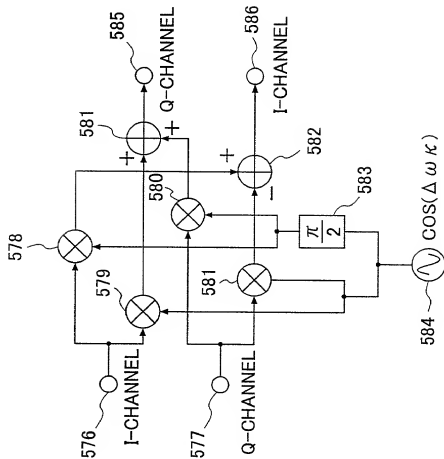 576
I-CHANNEL
577
Q-CHANNEL
578
579
580
581
581
+
+
585
Q-CHANNEL
+
−
582
586
I-CHANNEL
π
2
583
584
COS(Δωκ)